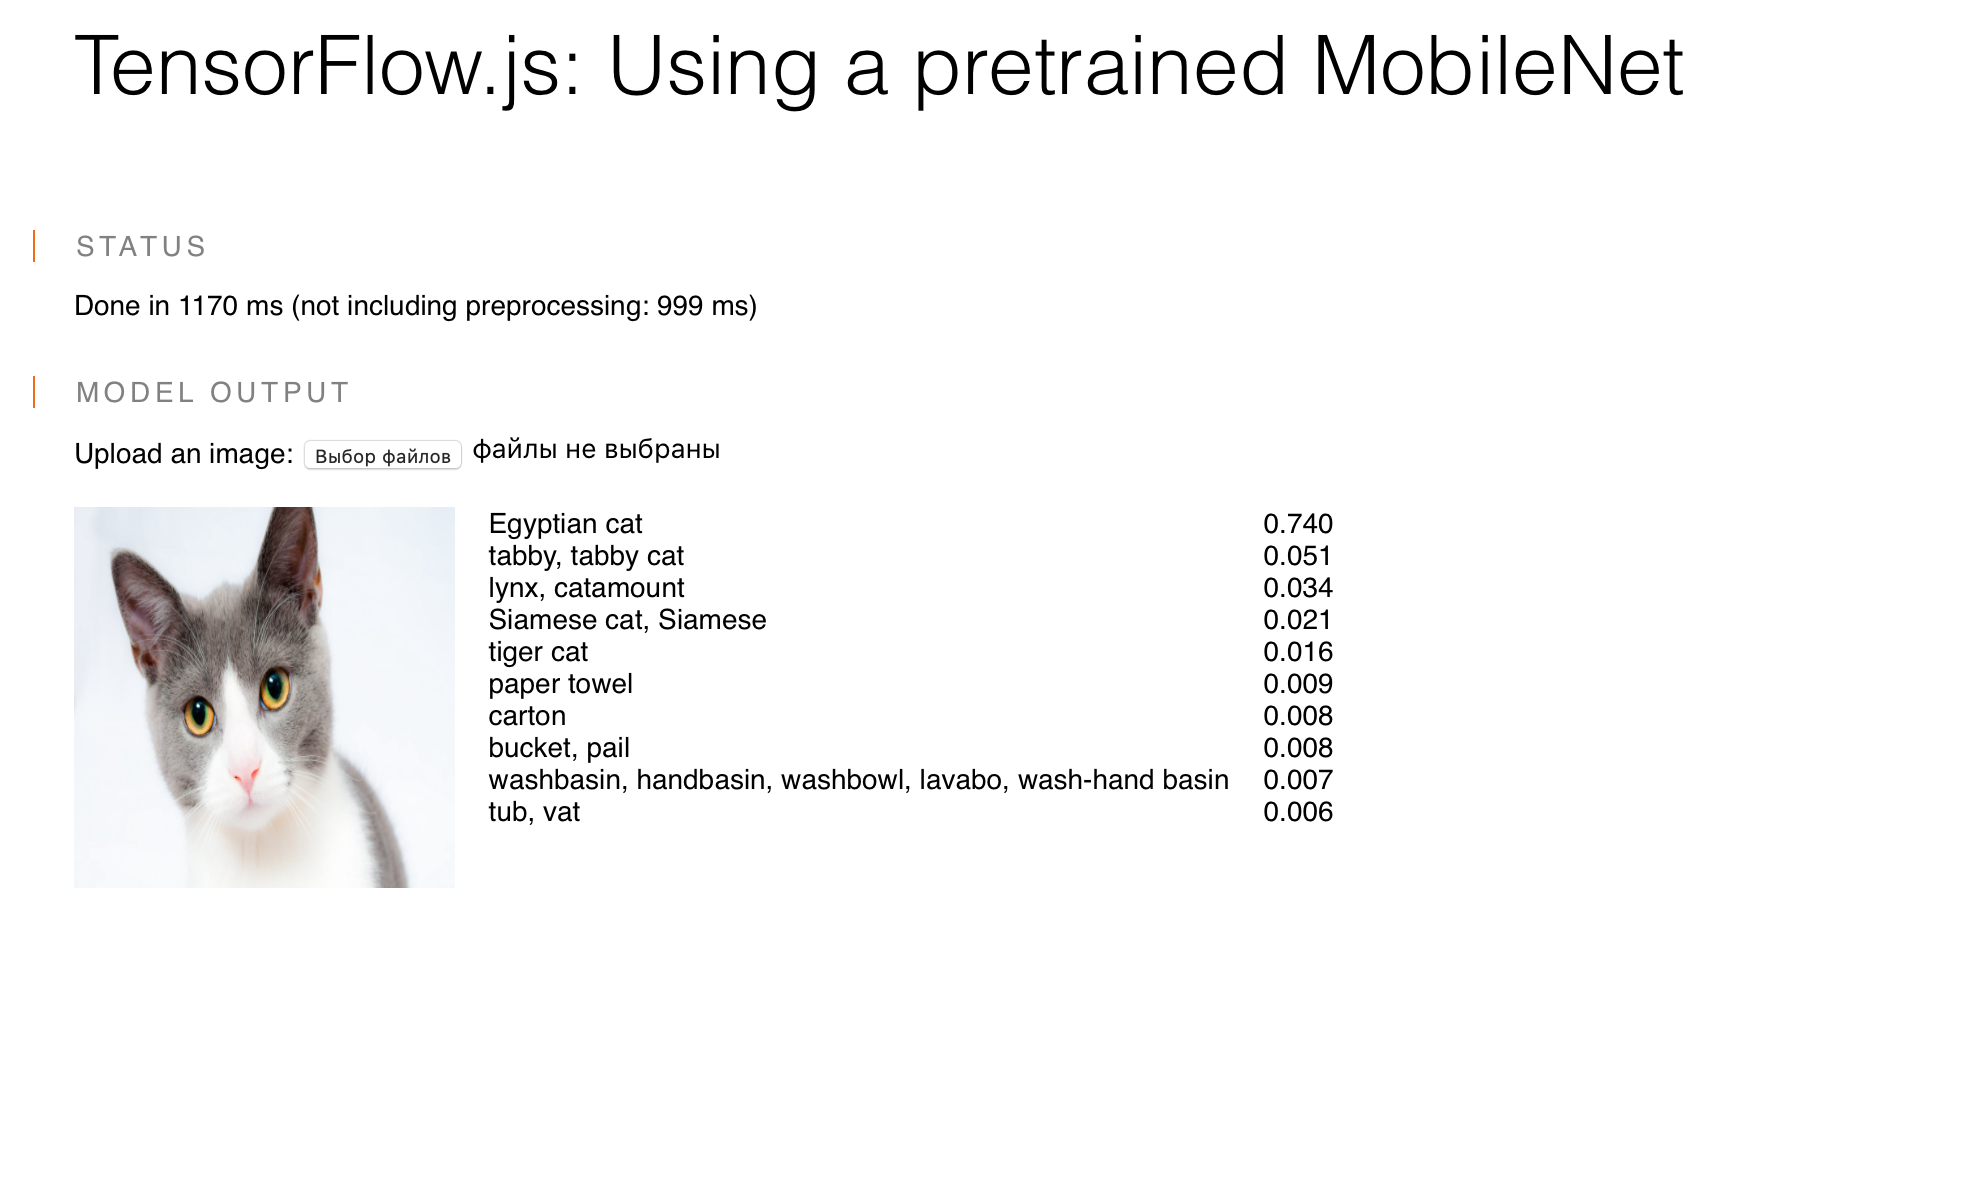 TensorFlow.js: Using a pretrained MobileNet
STATUS
Done in 1170 ms (not including preprocessing: 999 ms)
MODEL OUTPUT
Upload an image: Выбор файлов файлы не выбраны
Egyptian cat 0.740
tabby, tabby cat 0.051
lynx, catamount 0.034
Siamese cat, Siamese 0.021
tiger cat 0.016
paper towel 0.009
carton 0.008
bucket, pail 0.008
washbasin, handbasin, washbowl, lavabo, wash-hand basin 0.007
tub, vat 0.006